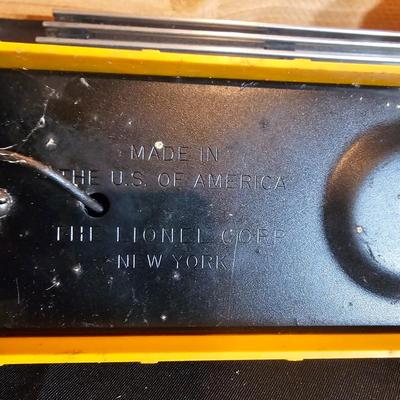 MADE IN
THE U.S. OF AMERICA
THE LIONEL CORP.
NEW YORK